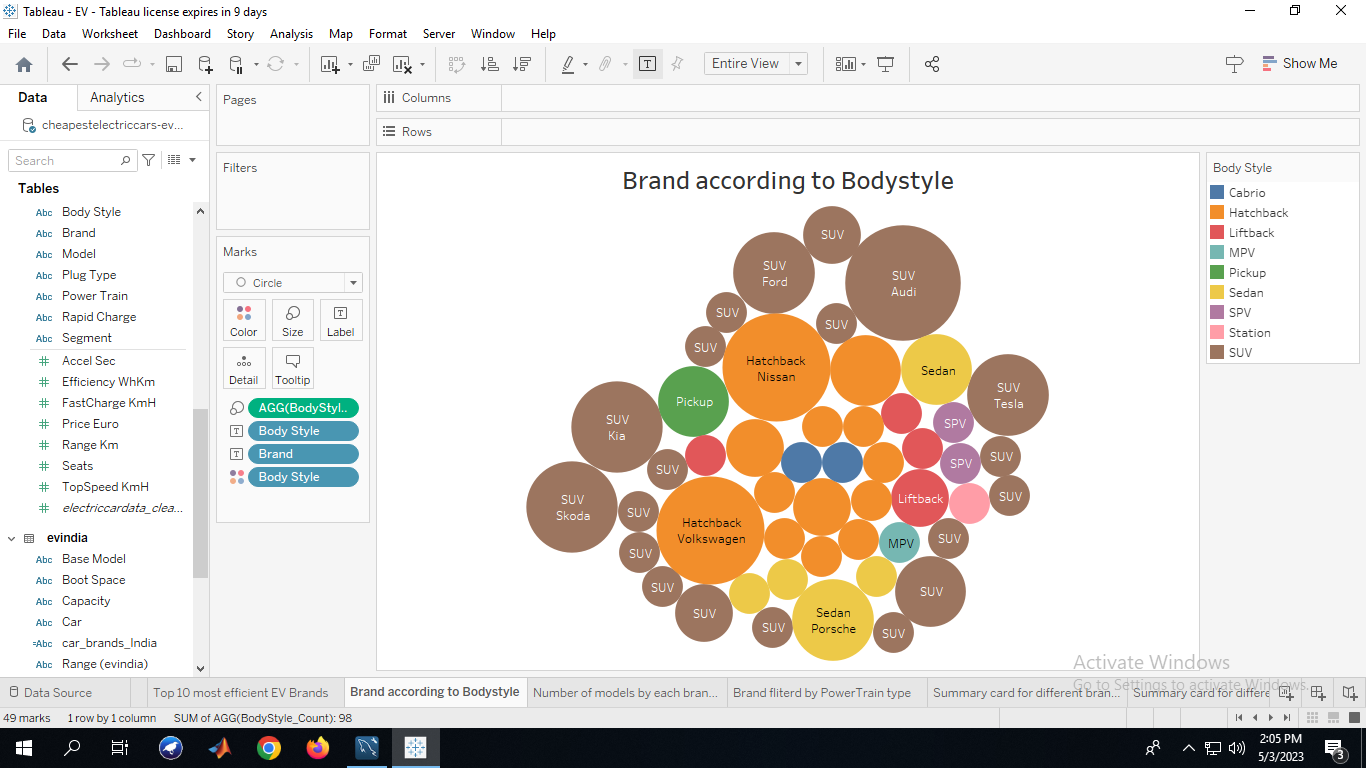 Tableau - EV - Tableau license expires in 9 days
File Data Worksheet Dashboard Story Analysis Map Format Server Window Help
Entire View
Show Me
Data Analytics
cheapestelectriccars-ev...
Search
Tables
Abc Body Style
Abc Brand
Abc Model
Abc Plug Type
Abc Power Train
Abc Rapid Charge
Abc Segment
# Accel Sec
# Efficiency WhKm
# FastCharge KmH
# Price Euro
# Range Km
# Seats
# TopSpeed KmH
# electriccardata_clea...
evindia
Abc Base Model
Abc Boot Space
Abc Capacity
Abc Car
=Abc car_brands_India
Abc Range (evindia)
Pages
Filters
Marks
Circle
Color Size Label
Detail Tooltip
AGG(BodyStyl..
Body Style
Brand
Body Style
Columns
Rows
Brand according to Bodystyle
SUV
SUV
Ford
SUV
Audi
SUV
SUV
SUV
Hatchback
Nissan
Sedan
SUV
Tesla
Pickup
SUV
Kia
SPV
SUV
SPV
SUV
SUV
Skoda
SUV
Liftback
SUV
Hatchback
Volkswagen
SUV
MPV
SUV
SUV
SUV
SUV
SUV
Sedan
Porsche
SUV
Body Style
Cabrio
Hatchback
Liftback
MPV
Pickup
Sedan
SPV
Station
SUV
Activate Windows
Go to Settings to activate Windows.
Data Source Top 10 most efficient EV Brands Brand according to Bodystyle Number of models by each bran... Brand fliterd by PowerTrain type Summary card for different bran... Summary card for differe
49 marks 1 row by 1 column SUM of AGG(BodyStyle_Count): 98
2:05 PM
5/3/2023
3